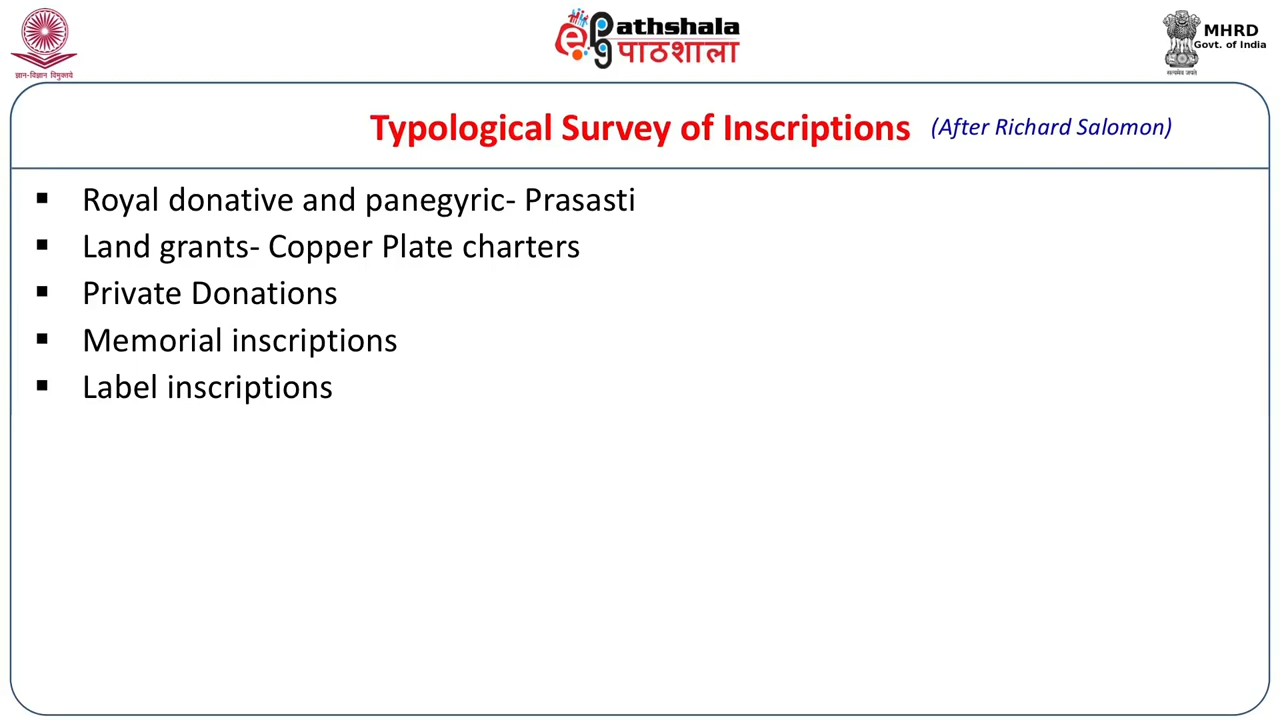 ज्ञान-विज्ञान विमुक्तये
ePathshala
पाठशाला
MHRD
Govt. of India
सत्यमेव जयते
Typological Survey of Inscriptions (After Richard Salomon)
▪ Royal donative and panegyric- Prasasti
▪ Land grants- Copper Plate charters
▪ Private Donations
▪ Memorial inscriptions
▪ Label inscriptions